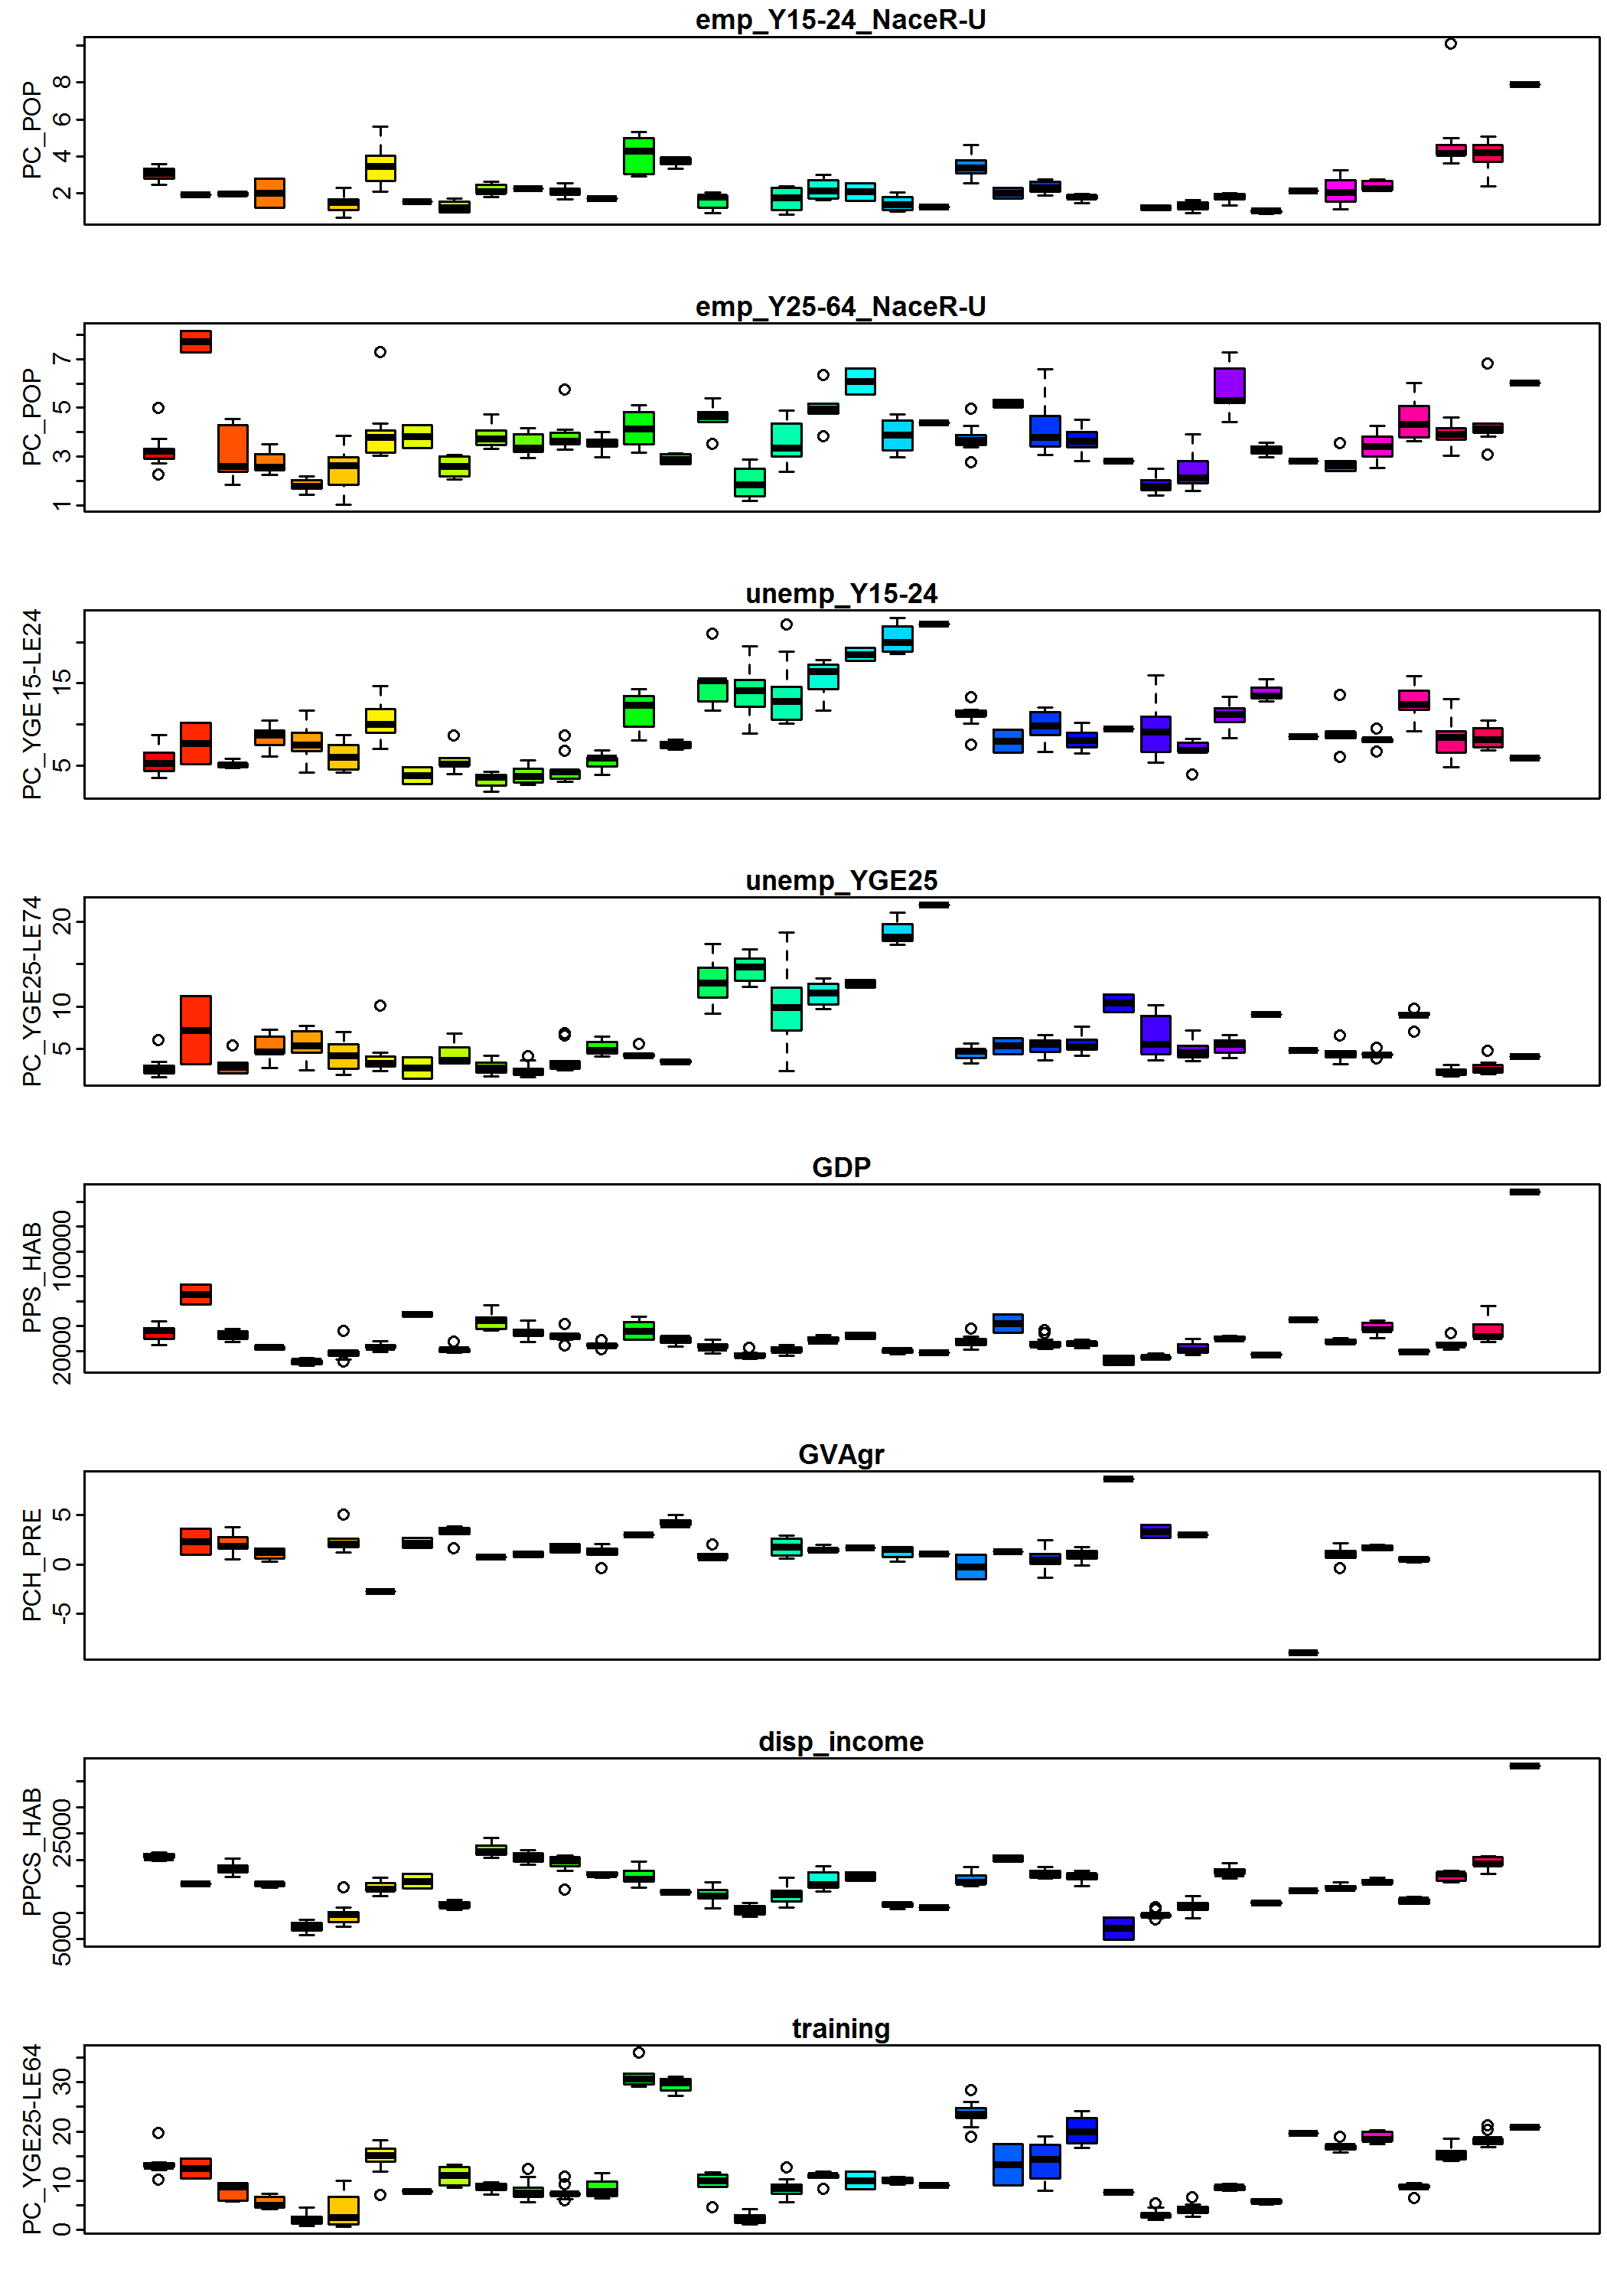 emp_Y15-24_NaceR-U
PC_POP
2 4 6 8
emp_Y25-64_NaceR-U
PC_POP
1 3 5 7
unemp_Y15-24
PC_YGE15-LE24
5 15
unemp_YGE25
PC_YGE25-LE74
5 10 20
GDP
PPS_HAB
20000 100000
GVAgr
PCH_PRE
-5 0 5
disp_income
PPCS_HAB
5000 25000
training
PC_YGE25-LE64
0 10 20 30